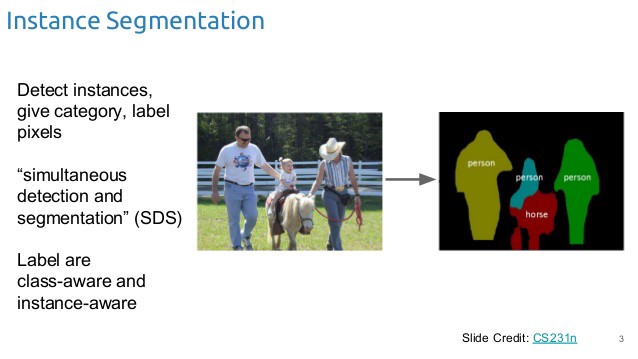 Instance Segmentation
Detect instances,
give category, label
pixels
“simultaneous
detection and
segmentation” (SDS)
Label are
class-aware and
instance-aware
person
person
person
horse
Slide Credit: CS231n
3